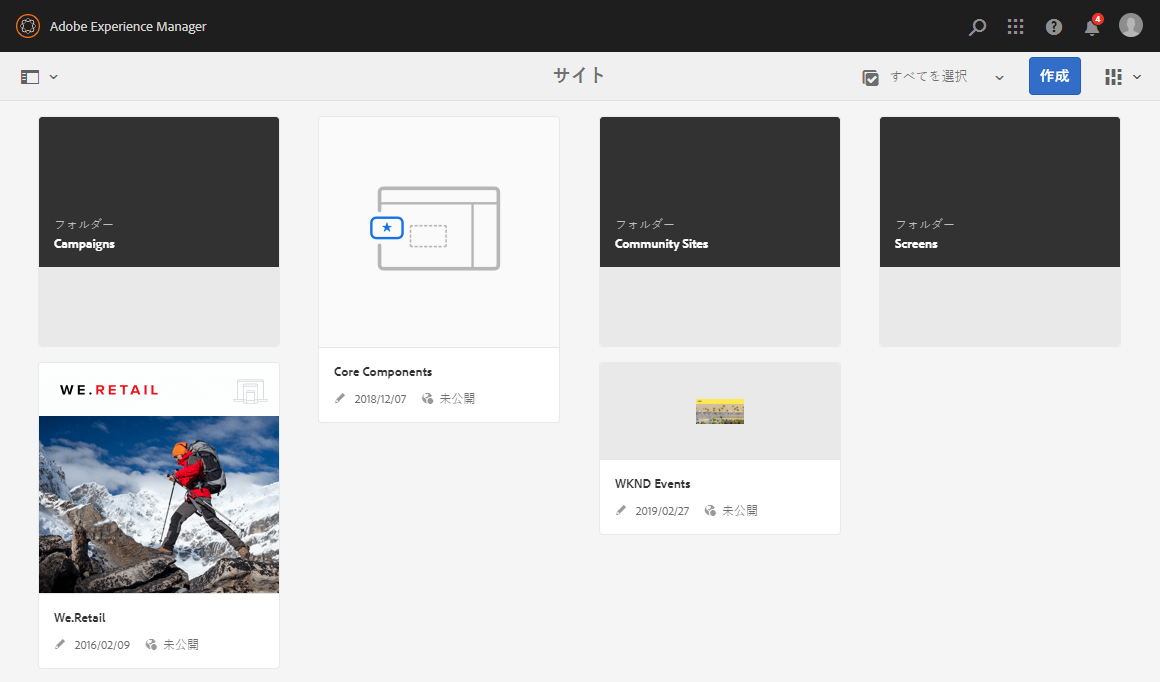 Adobe Experience Manager
4
サイト
すべてを選択
作成
フォルダー
Campaigns
フォルダー
Community Sites
フォルダー
Screens
Core Components
2018/12/07 未公開
WE.RETAIL
We.Retail
2016/02/09 未公開
WKND Events
2019/02/27 未公開